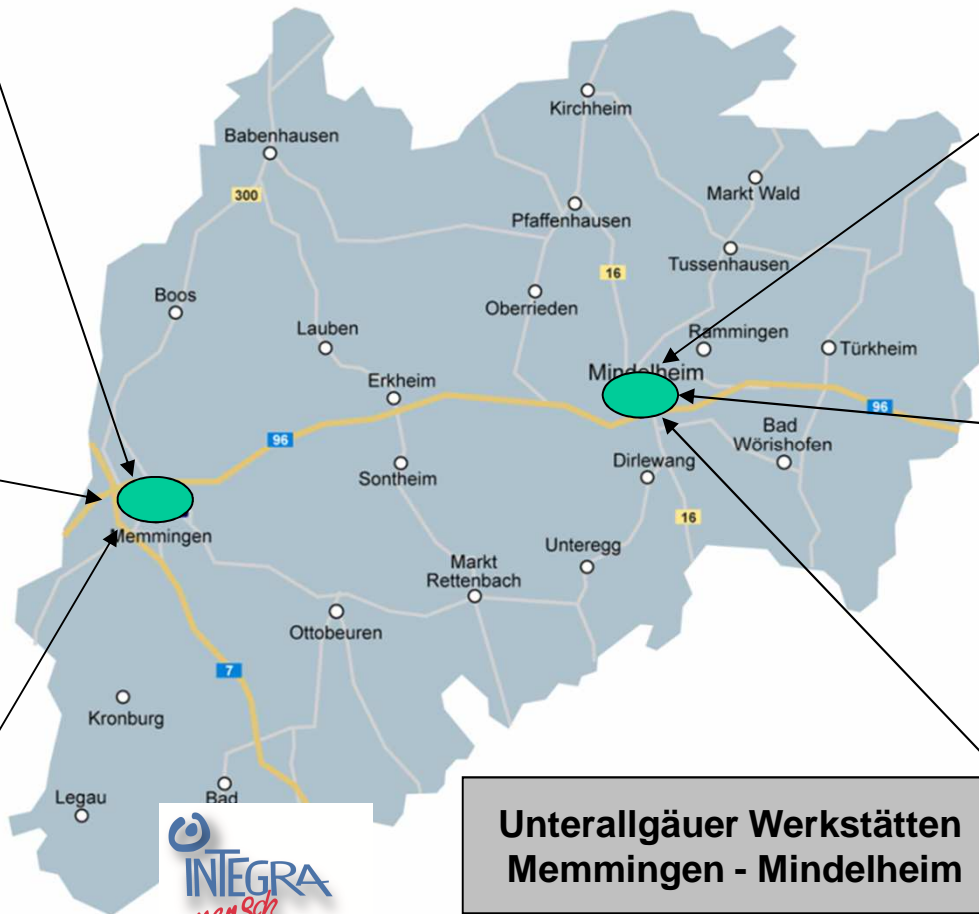 Kirchheim
Babenhausen
300
Markt Wald
Pfaffenhausen
Tussenhausen
16
Boos
Oberrieden
Lauben
Rammingen
Türkheim
Mindelheim
Erkheim
96
96
Bad
Wörishofen
Sontheim
Dirlewang
16
Memmingen
Unteregg
Markt
Rettenbach
Ottobeuren
7
Kronburg
Legau
Bad
INTEGRA
mensch
Unterallgäuer Werkstätten
Memmingen - Mindelheim